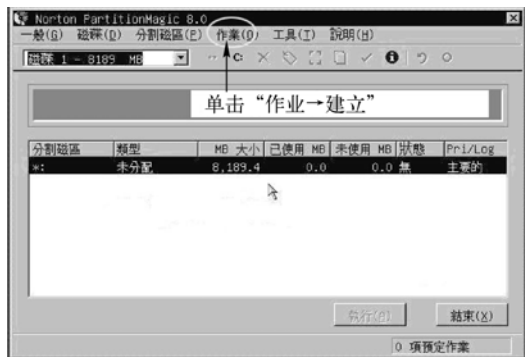 Norton PartitionMagic 8.0
一般(G) 磁碟(D) 分割磁區(P) 作業(O) 工具(T) 說明(H)
磁碟 1 - 8189 MB
C:
单击“作业→建立”
分割磁區 類型 MB 大小 已使用 MB 未使用 MB 狀態 Pri/Log
*: 未分配 8,189.4 0.0 0.0 無 主要的
執行(A) 結束(X)
0 項預定作業